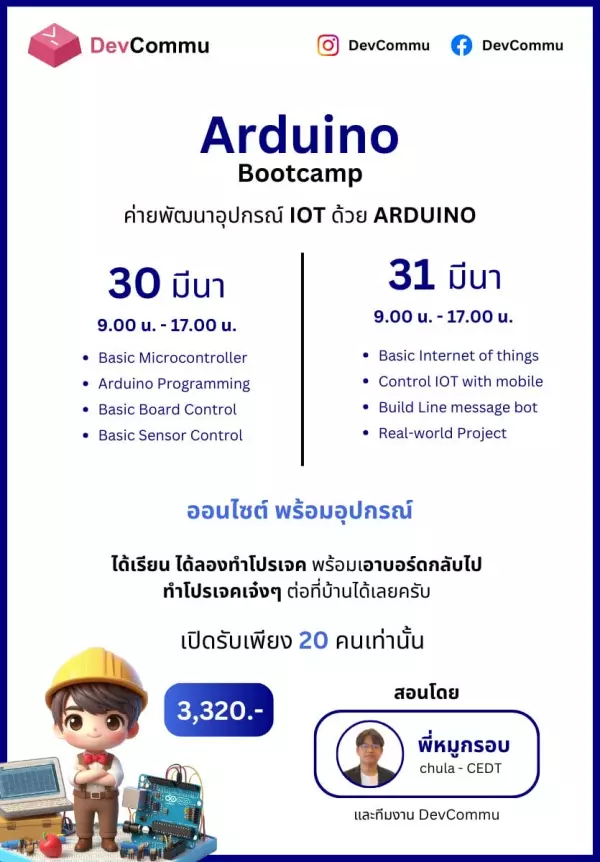 DevCommu
DevCommu
DevCommu
Arduino
Bootcamp
ค่ายพัฒนาอุปกรณ์ IOT ด้วย ARDUINO
30 มีนา
9.00 น. - 17.00 น.
• Basic Microcontroller
• Arduino Programming
• Basic Board Control
• Basic Sensor Control
31 มีนา
9.00 น. - 17.00 น.
• Basic Internet of things
• Control IOT with mobile
• Build Line message bot
• Real-world Project
ออนไซต์ พร้อมอุปกรณ์
ได้เรียน ได้ลองทำโปรเจค พร้อมเอาบอร์ดกลับไป
ทำโปรเจคเจ๋งๆ ต่อที่บ้านได้เลยครับ
เปิดรับเพียง 20 คนเท่านั้น
3,320.-
สอนโดย
พี่หมูกรอบ
chula - CEDT
และทีมงาน DevCommu